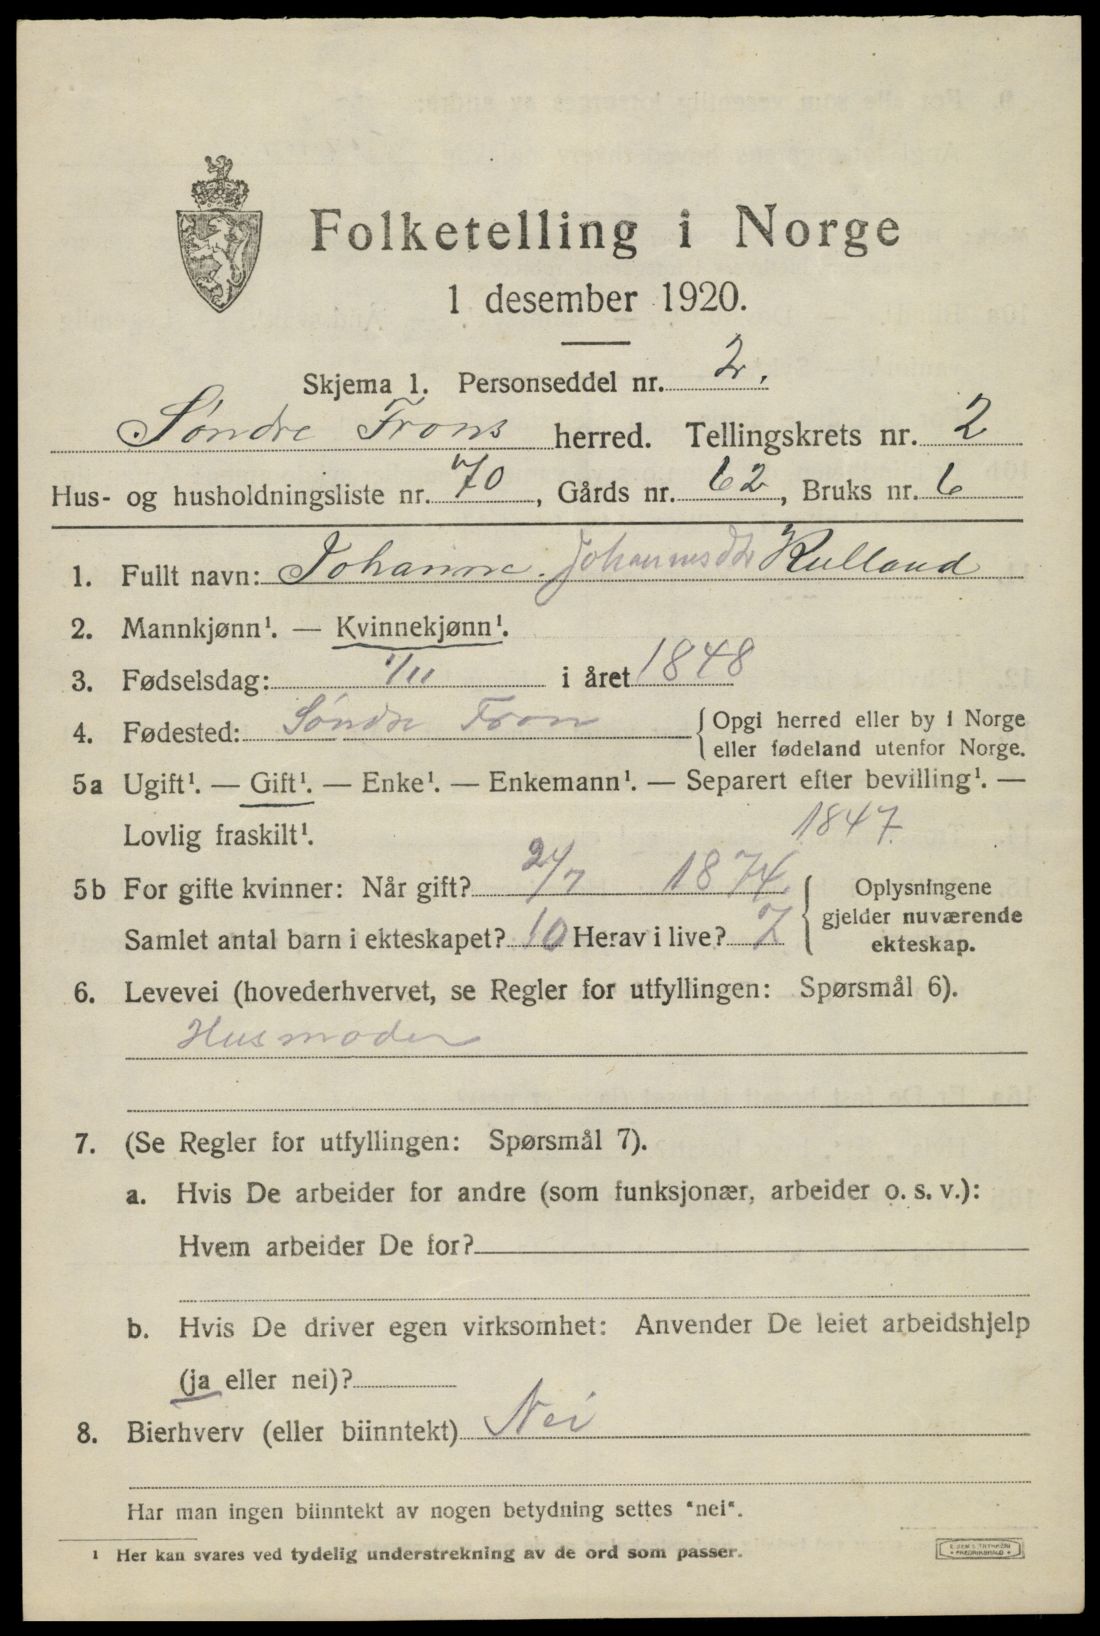 Folketelling i Norge
1 desember 1920.
Skjema 1. Personseddel nr. 2.
Søndre Frons herred. Tellingskrets nr. 2
Hus- og husholdningsliste nr. 70, Gårds nr. 62, Bruks nr. 6
1. Fullt navn: Johanne. Johannesdtr Rulland
2. Mannkjønn¹. — Kvinnekjønn¹.
3. Fødselsdag: 1/11 i året 1848
4. Fødested: Søndre Fron {Opgi herred eller by i Norge
eller fødeland utenfor Norge.
5a Ugift¹. — Gift¹. — Enke¹. — Enkemann¹. — Separert efter bevilling¹. —
Lovlig fraskilt¹. 1847.
5b For gifte kvinner: Når gift? 24/7 1874. { Oplysningene
gjelder nuværende
Samlet antal barn i ekteskapet? 10 Herav i live? 7 ekteskap.
6. Levevei (hovederhvervet, se Regler for utfyllingen: Spørsmål 6).
Husmoder
7. (Se Regler for utfyllingen: Spørsmål 7).
a. Hvis De arbeider for andre (som funksjonær, arbeider o. s. v.):
Hvem arbeider De for?
b. Hvis De driver egen virksomhet: Anvender De leiet arbeidshjelp
(ja eller nei)?
8. Bierhverv (eller biinntekt) Nei
Har man ingen biinntekt av nogen betydning settes "nei".
¹ Her kan svares ved tydelig understrekning av de ord som passer.